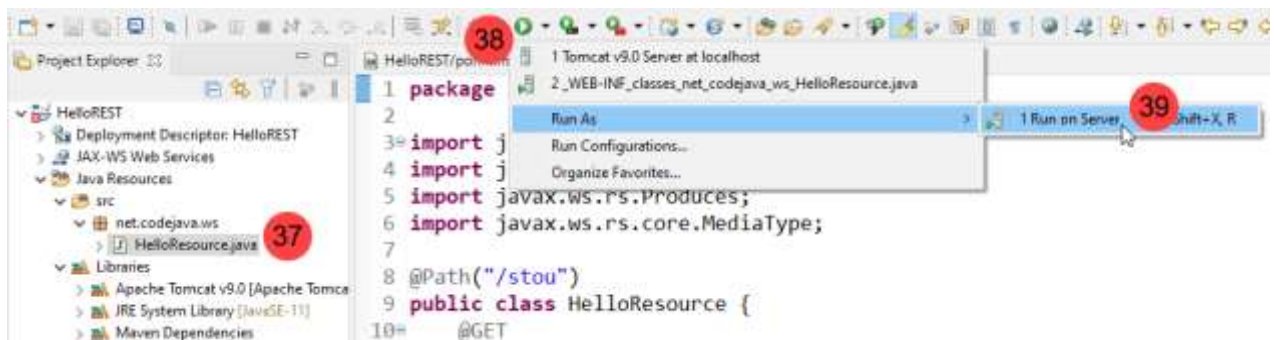 38
Project Explorer
HelloREST/pom
1 Tomcat v9.0 Server at localhost
2 _WEB-INF_classes_net_codejava_ws_HelloResource.java
Run As
1 Run on Server
39
Shift+X, R
Run Configurations...
Organize Favorites...
HelloREST
Deployment Descriptor: HelloREST
JAX-WS Web Services
Java Resources
src
net.codejava.ws
HelloResource.java
37
Libraries
Apache Tomcat v9.0 [Apache Tomca
JRE System Library [JavaSE-11]
Maven Dependencies
1 package
2
3 import j
4 import j
5 import javax.ws.rs.Produces;
6 import javax.ws.rs.core.MediaType;
7
8 @Path("/stou")
9 public class HelloResource {
10 @GET